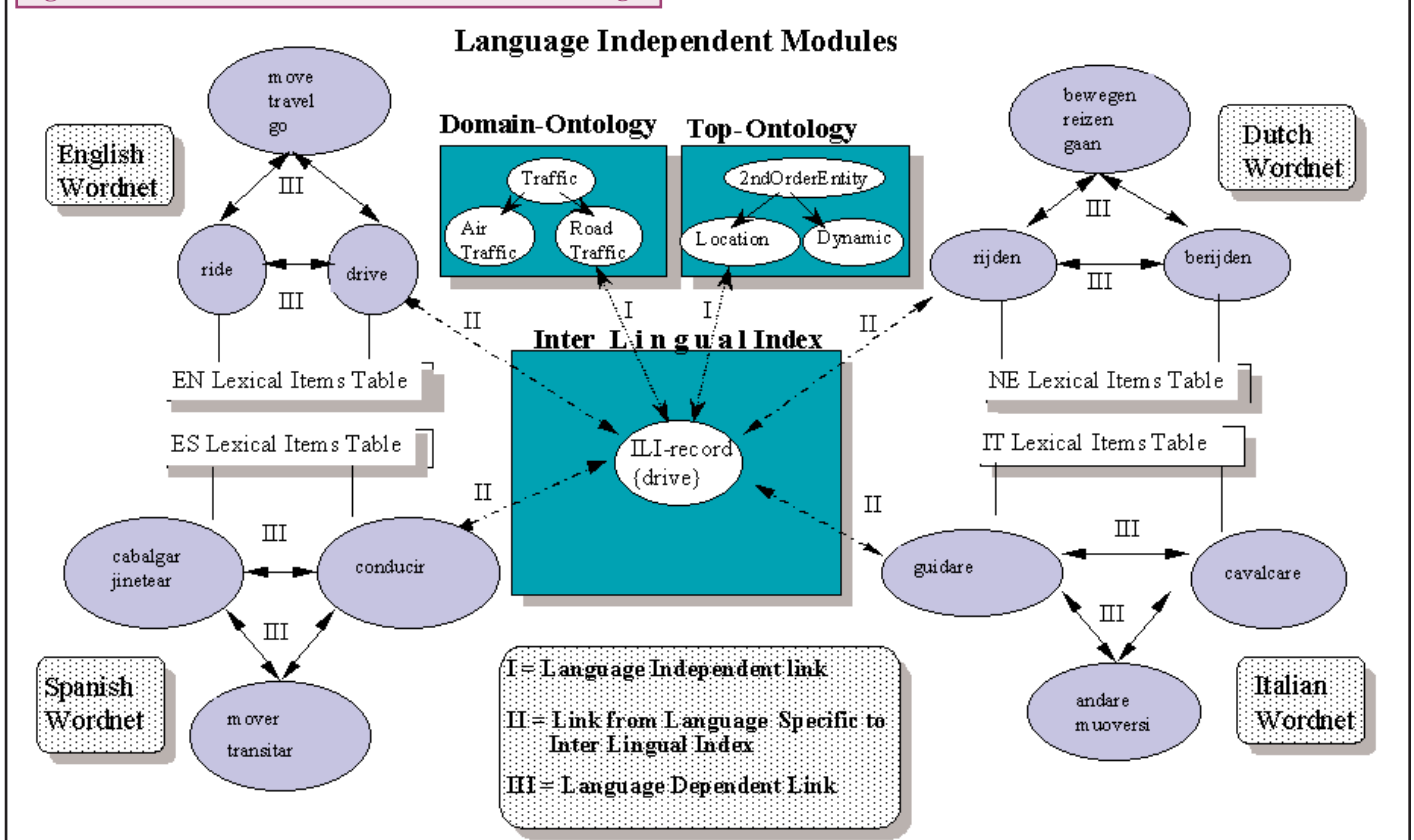 Language Independent Modules
move
travel
go
English
Wordnet
III
ride
drive
III
EN Lexical Items Table
Domain-Ontology
Traffic
Air
Traffic
Road
Traffic
Top-Ontology
2ndOrderEntity
Location
Dynamic
bewegen
reizen
gaan
Dutch
Wordnet
III
rijden
berijden
III
NE Lexical Items Table
I
I
II
II
Inter Lingual Index
ILI-record
{drive}
II
II
ES Lexical Items Table
III
cabalgar
jinetear
conducir
III
Spanish
Wordnet
mover
transitar
IT Lexical Items Table
III
guidare
cavalcare
III
andare
muoversi
Italian
Wordnet
I = Language Independent link
II = Link from Language Specific to
Inter Lingual Index
III = Language Dependent Link